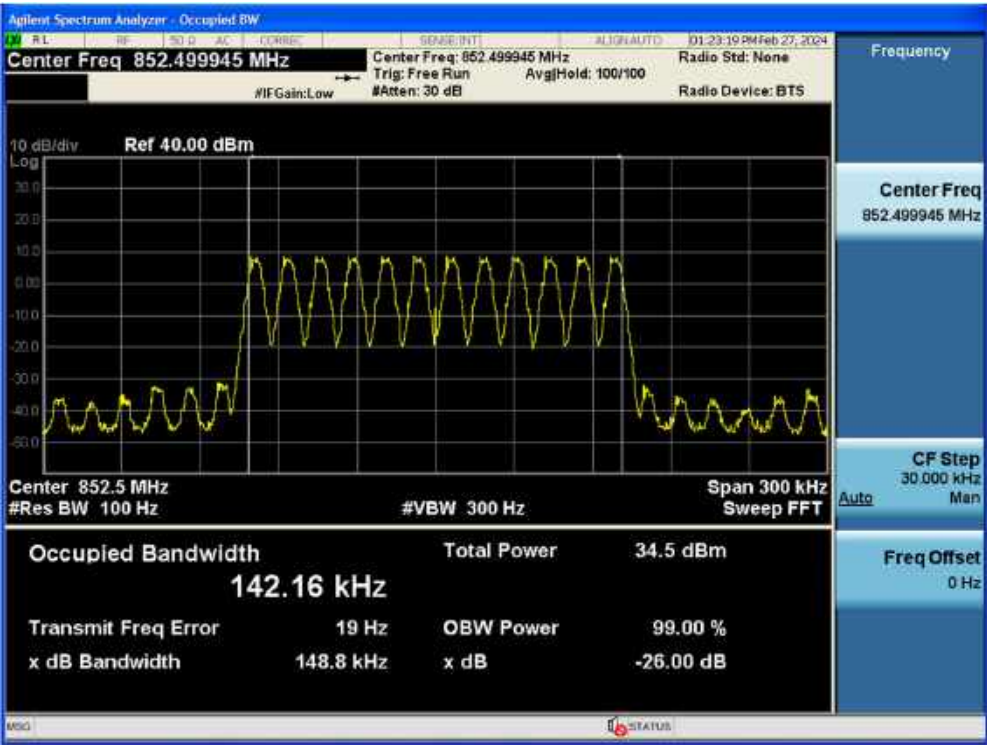 Agilent Spectrum Analyzer - Occupied BW
RL RF 50 Ω AC CORREC SENSE:INT ALIGN AUTO 01:23:19 PM Feb 27, 2024
Center Freq 852.499945 MHz
Center Freq: 852.499945 MHz
Radio Std: None
Trig: Free Run Avg|Hold: 100/100
#IFGain:Low
#Atten: 30 dB
Radio Device: BTS
10 dB/div Ref 40.00 dBm
Log
30.0
20.0
10.0
0.00
-10.0
-20.0
-30.0
-40.0
-50.0
Center 852.5 MHz Span 300 kHz
#Res BW 100 Hz #VBW 300 Hz Sweep FFT
Occupied Bandwidth Total Power 34.5 dBm
142.16 kHz
Transmit Freq Error 19 Hz OBW Power 99.00 %
x dB Bandwidth 148.8 kHz x dB -26.00 dB
Frequency
Center Freq
852.499945 MHz
CF Step
30.000 kHz
Auto Man
Freq Offset
0 Hz
MSG STATUS